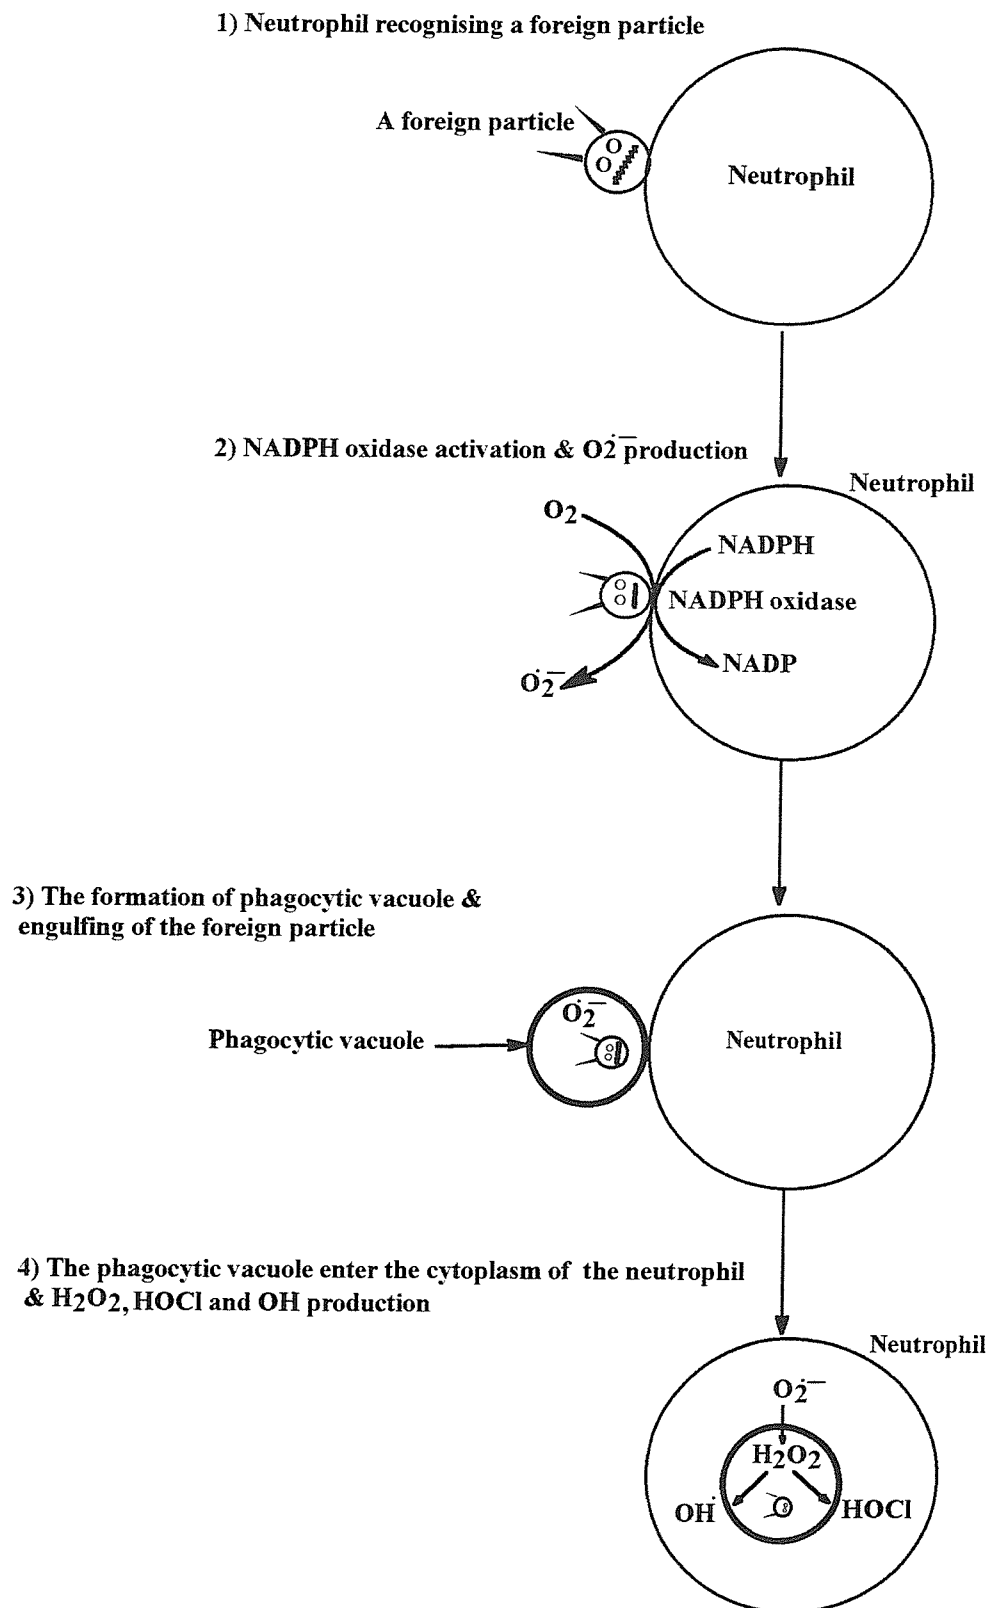 1) Neutrophil recognising a foreign particle
A foreign particle
O
O
Neutrophil
2) NADPH oxidase activation & O2˙¯ production
Neutrophil
O2
NADPH
NADPH oxidase
NADP
O2˙¯
3) The formation of phagocytic vacuole &
engulfing of the foreign particle
O2˙¯
Phagocytic vacuole
Neutrophil
4) The phagocytic vacuole enter the cytoplasm of the neutrophil
& H2O2, HOCl and OH production
Neutrophil
O2˙¯
H2O2
OH˙
HOCl